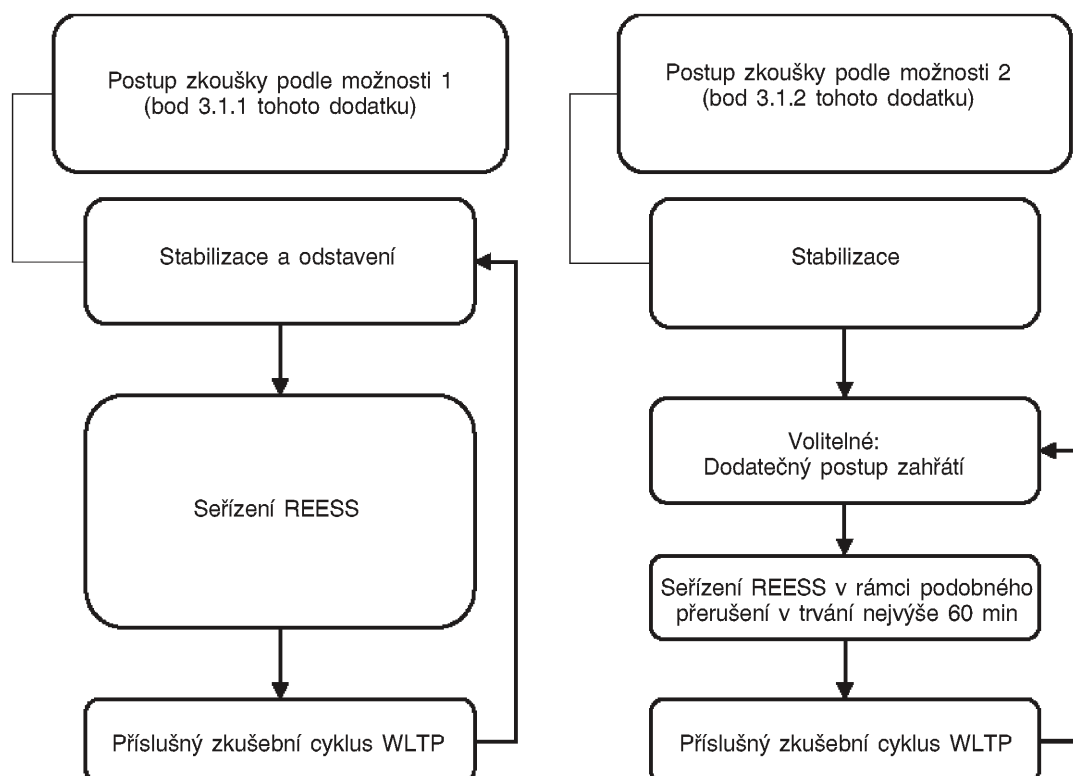 Postup zkoušky podle možnosti 1
(bod 3.1.1 tohoto dodatku)
Stabilizace a odstavení
Seřízení REESS
Příslušný zkušební cyklus WLTP
Postup zkoušky podle možnosti 2
(bod 3.1.2 tohoto dodatku)
Stabilizace
Volitelné:
Dodatečný postup zahřátí
Seřízení REESS v rámci podobného
přerušení v trvání nejvýše 60 min
Příslušný zkušební cyklus WLTP